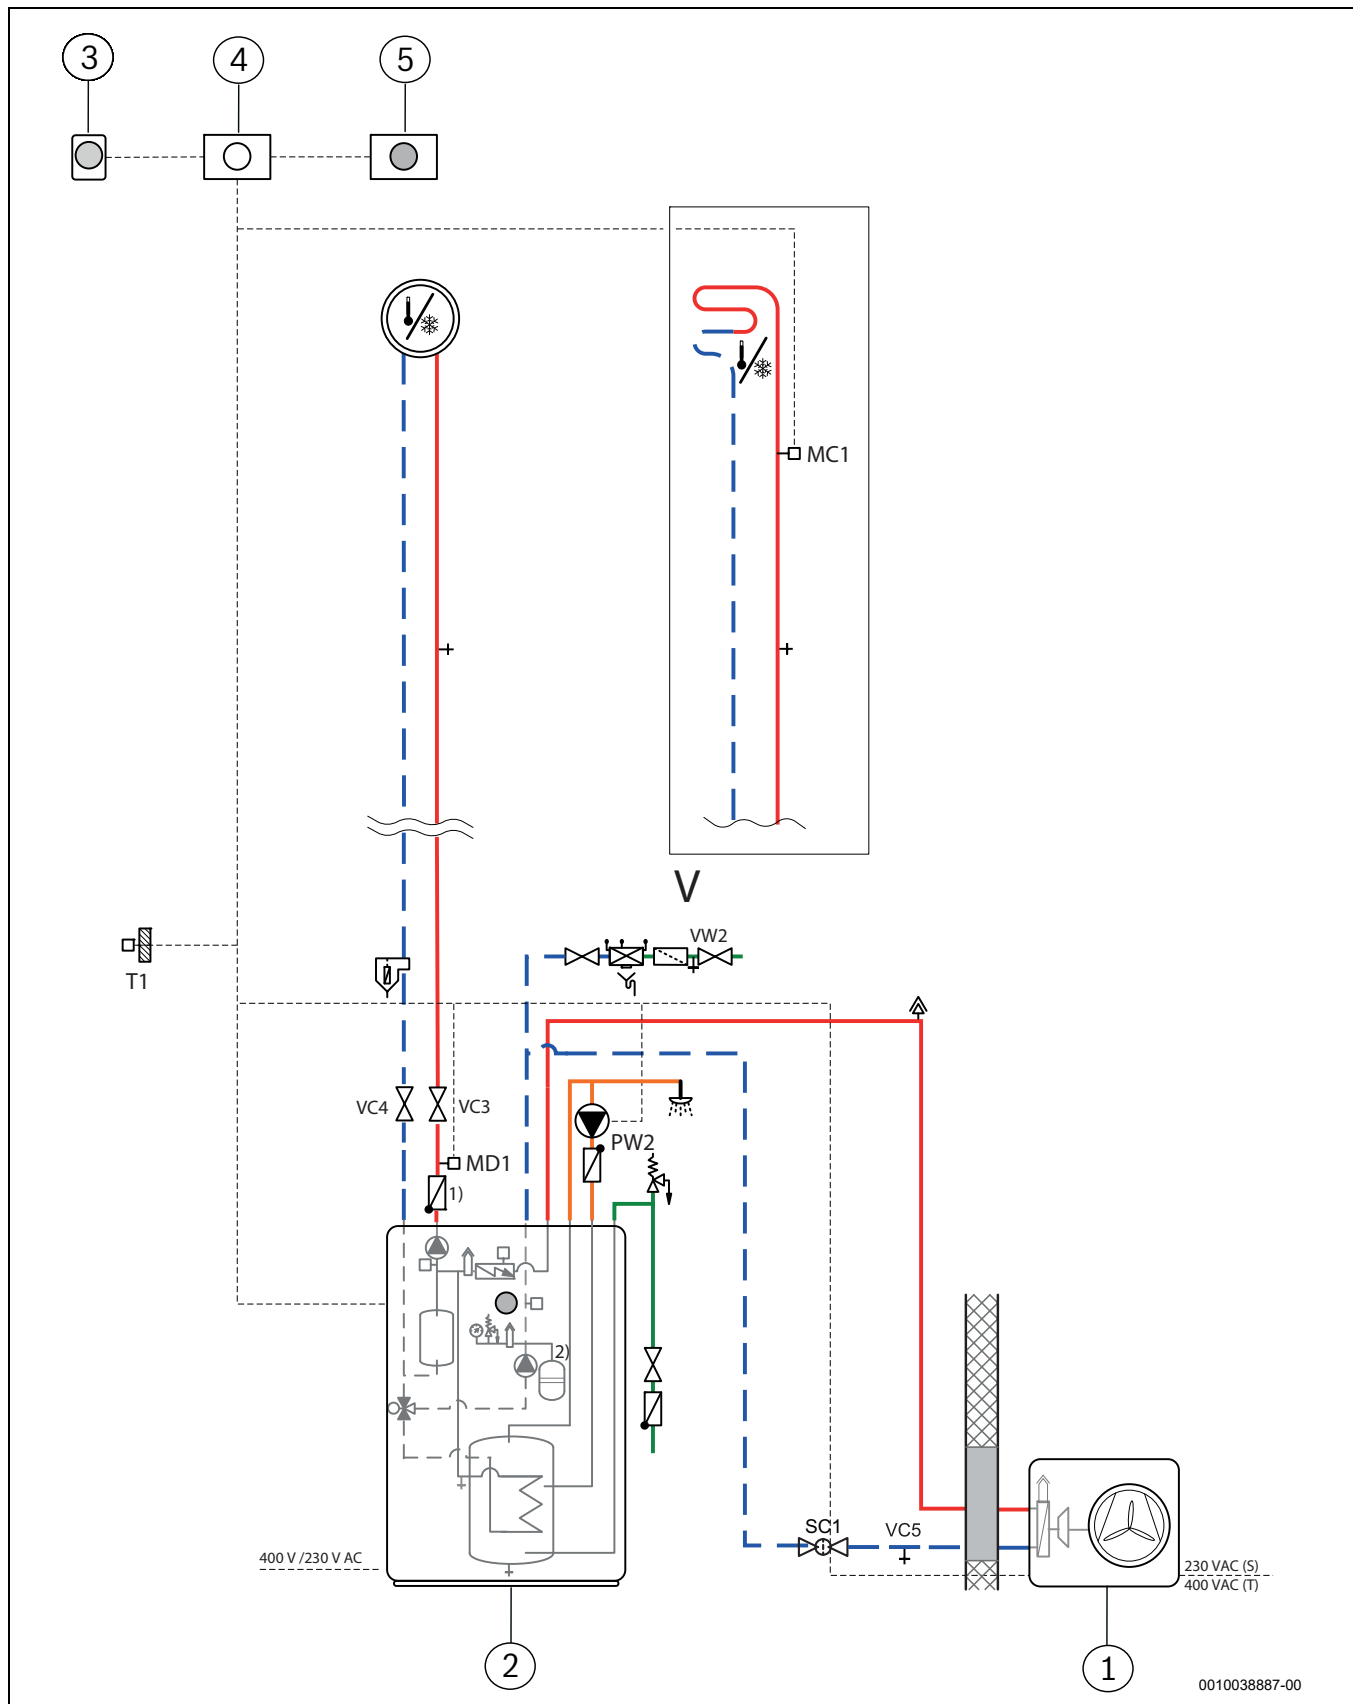 3 4 5
MC1
V
VW2
T1
VC4 VC3
PW2
MD1
1)
2)
SC1 VC5
400 V /230 V AC
230 VAC (S)
400 VAC (T)
2
1
0010038887-00